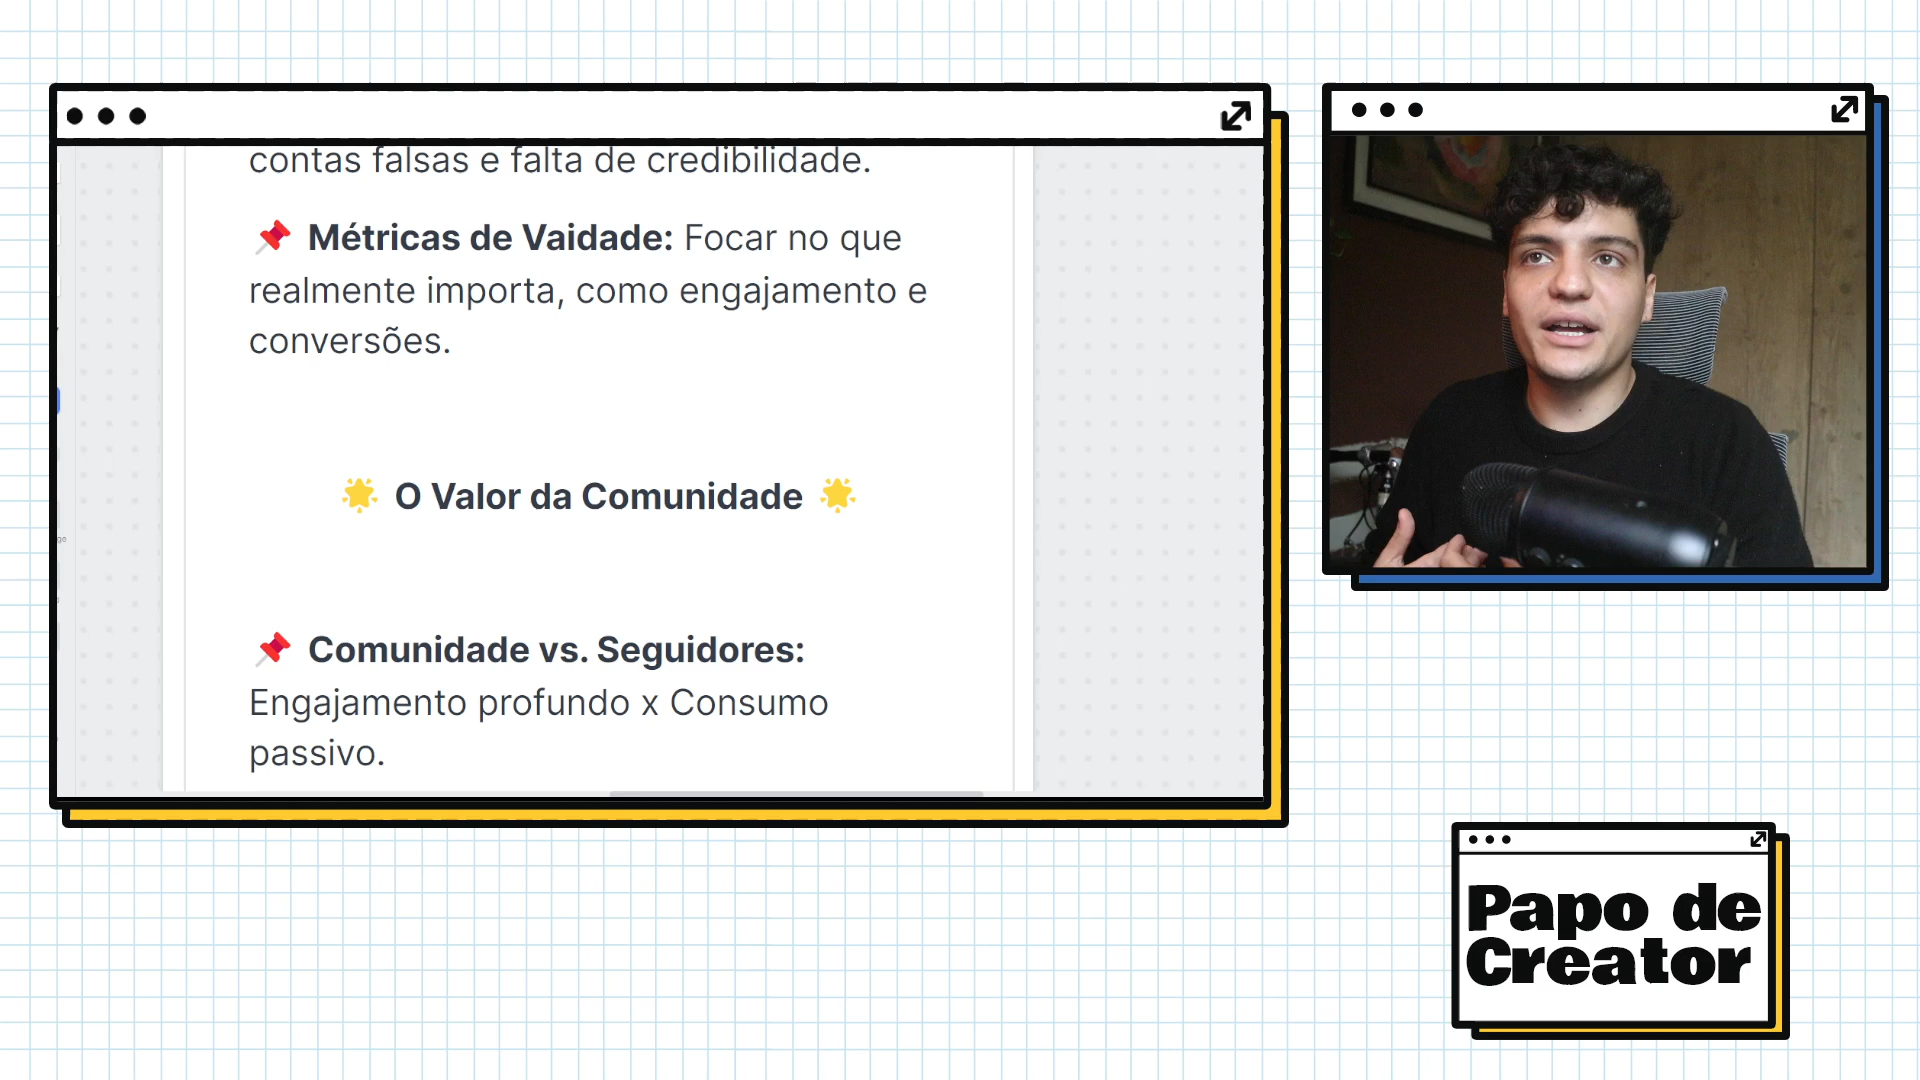 contas falsas e falta de credibilidade.
📌 Métricas de Vaidade: Focar no que
realmente importa, como engajamento e
conversões.
🌟 O Valor da Comunidade 🌟
📌 Comunidade vs. Seguidores:
Engajamento profundo x Consumo
passivo.
ge
Papo de
Creator